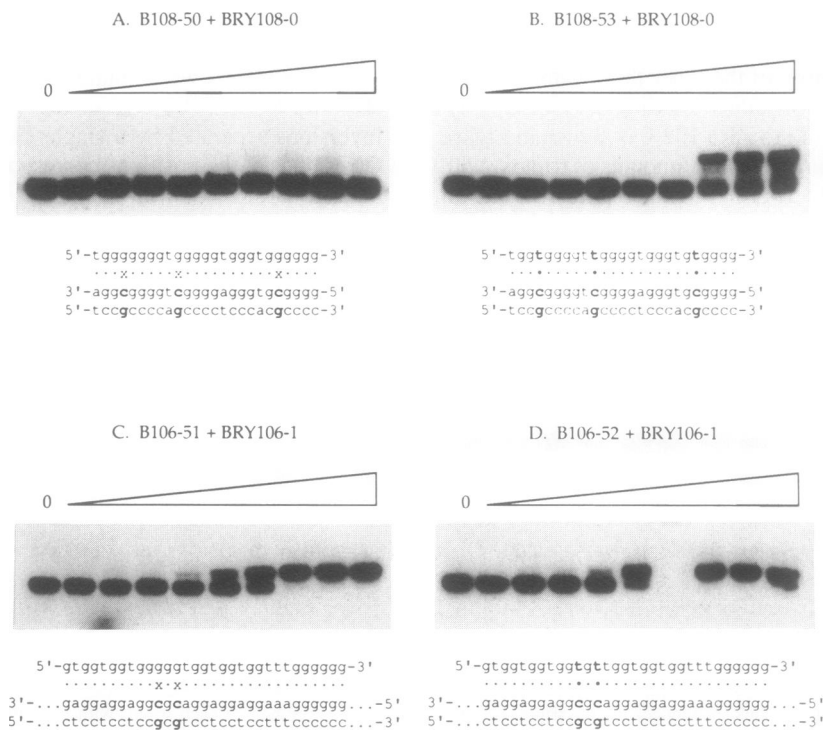 A. B108-50 + BRY108-0
0
5'-tgggggggtgggggtgggtgggggg-3'
···x·····x··········x····
3'-aggcggggtcggggagggtgcgggg-5'
5'-tccgccccagcccctcccacgcccc-3'
B. B108-53 + BRY108-0
0
5'-tggtggggttggggtgggtgtgggg-3'
···•·····•··········•····
3'-aggcggggtcggggagggtgcgggg-5'
5'-tccgccccagcccctcccacgcccc-3'
C. B106-51 + BRY106-1
0
5'-gtggtggtgggggtggtggtggtttgggggg-3'
··········x·x··················
3'-...gaggaggaggcgcaggaggaggaaagggggg...-5'
5'-...ctcctcctccgcgtcctcctcctttcccccc...-3'
D. B106-52 + BRY106-1
0
5'-gtggtggtggtgttggtggtggtttgggggg-3'
··········•·•··················
3'-...gaggaggaggcgcaggaggaggaaagggggg...-5'
5'-...ctcctcctccgcgtcctcctcctttcccccc...-3'